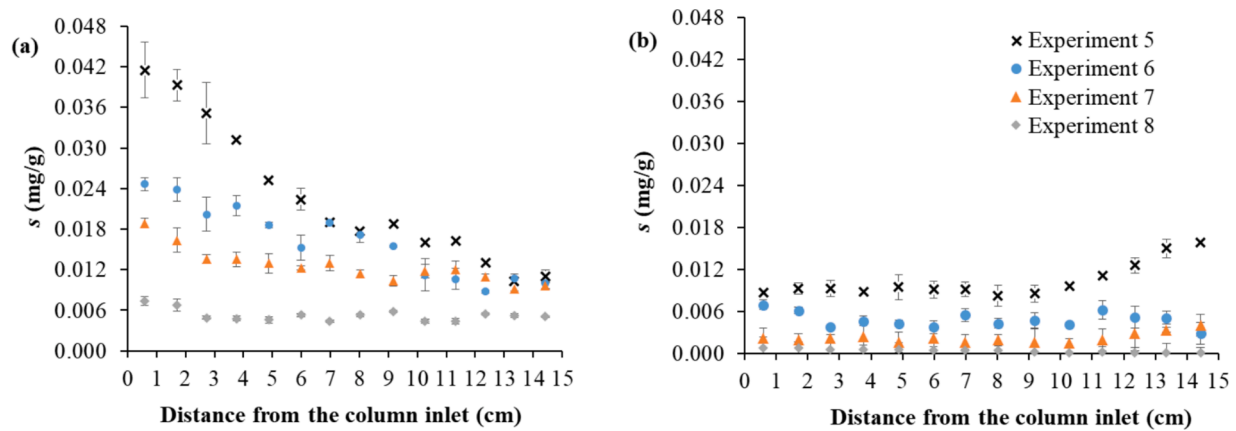 (a)
s (mg/g)
0.048
0.042
0.036
0.030
0.024
0.018
0.012
0.006
0.000
0 1 2 3 4 5 6 7 8 9 10 11 12 13 14 15
Distance from the column inlet (cm)
(b)
s (mg/g)
0.048
0.042
0.036
0.030
0.024
0.018
0.012
0.006
0.000
0 1 2 3 4 5 6 7 8 9 10 11 12 13 14 15
Distance from the column inlet (cm)
Experiment 5
Experiment 6
Experiment 7
Experiment 8